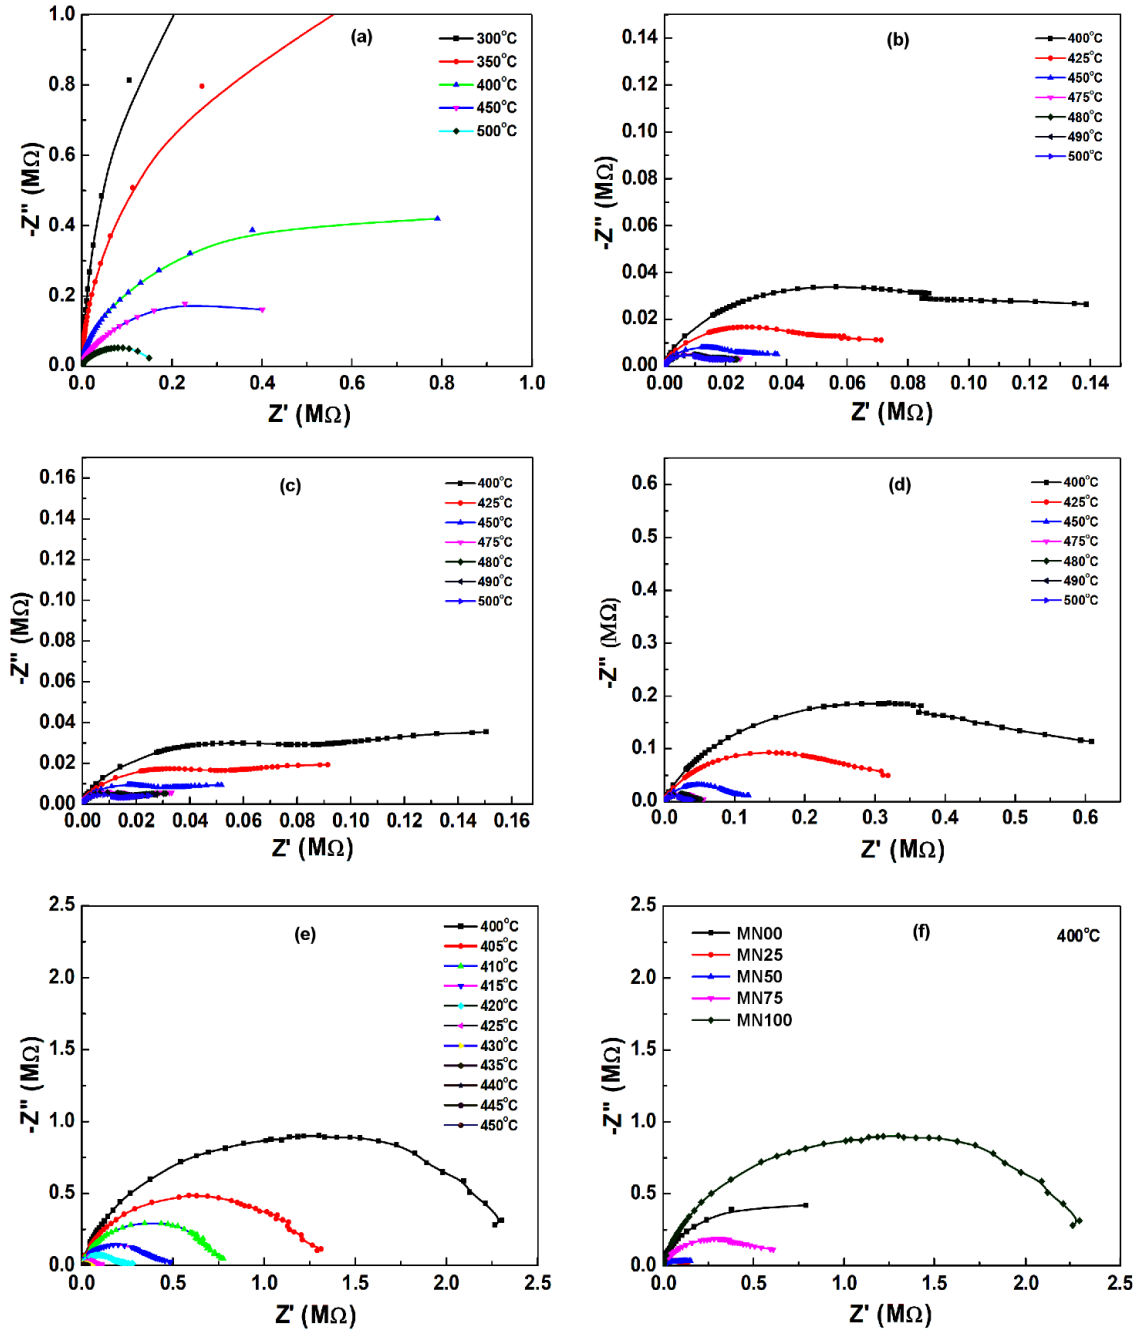 (a)
300°C
350°C
400°C
450°C
500°C
1.0
0.8
0.6
0.4
0.2
0.0
0.0 0.2 0.4 0.6 0.8 1.0
-Z'' (MΩ)
Z' (MΩ)
(b)
400°C
425°C
450°C
475°C
480°C
490°C
500°C
0.14
0.12
0.10
0.08
0.06
0.04
0.02
0.00
0.00 0.02 0.04 0.06 0.08 0.10 0.12 0.14
-Z'' (MΩ)
Z' (MΩ)
(c)
400°C
425°C
450°C
475°C
480°C
490°C
500°C
0.16
0.14
0.12
0.10
0.08
0.06
0.04
0.02
0.00
0.00 0.02 0.04 0.06 0.08 0.10 0.12 0.14 0.16
-Z'' (MΩ)
Z' (MΩ)
(d)
400°C
425°C
450°C
475°C
480°C
490°C
500°C
0.6
0.5
0.4
0.3
0.2
0.1
0.0
0.0 0.1 0.2 0.3 0.4 0.5 0.6
-Z'' (MΩ)
Z' (MΩ)
(e)
400°C
405°C
410°C
415°C
420°C
425°C
430°C
435°C
440°C
445°C
450°C
2.5
2.0
1.5
1.0
0.5
0.0
0.0 0.5 1.0 1.5 2.0 2.5
-Z'' (MΩ)
Z' (MΩ)
(f)
400°C
MN00
MN25
MN50
MN75
MN100
2.5
2.0
1.5
1.0
0.5
0.0
0.0 0.5 1.0 1.5 2.0 2.5
-Z'' (MΩ)
Z' (MΩ)